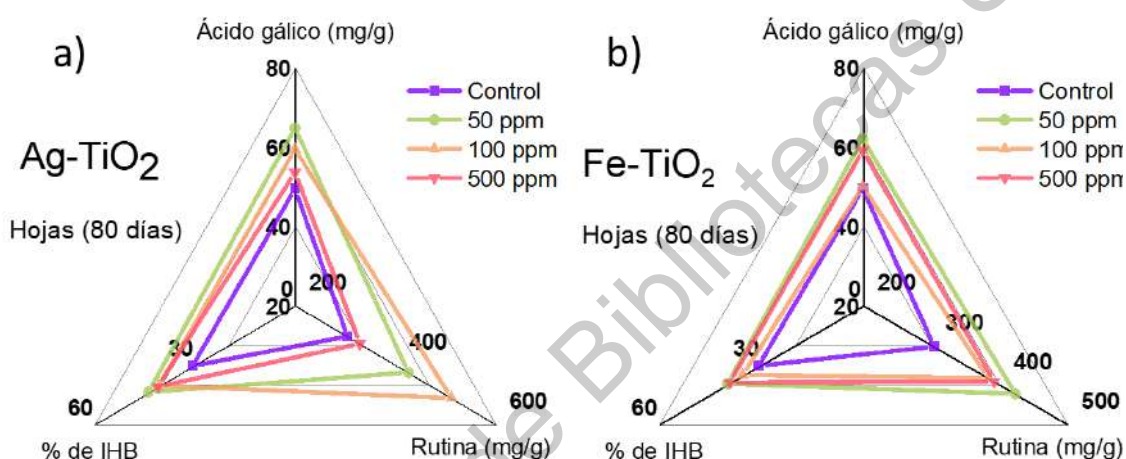 a)
Ácido gálico (mg/g)
80
Control
50 ppm
100 ppm
500 ppm
Ag-TiO2
60
Hojas (80 días)
40
200
0
20
400
30
60
600
% de IHB
Rutina (mg/g)
b)
Ácido gálico (mg/g)
80
Control
50 ppm
100 ppm
500 ppm
Fe-TiO2
60
Hojas (80 días)
40
200
20
300
30
400
60
500
% de IHB
Rutina (mg/g)
de Bibliotecas